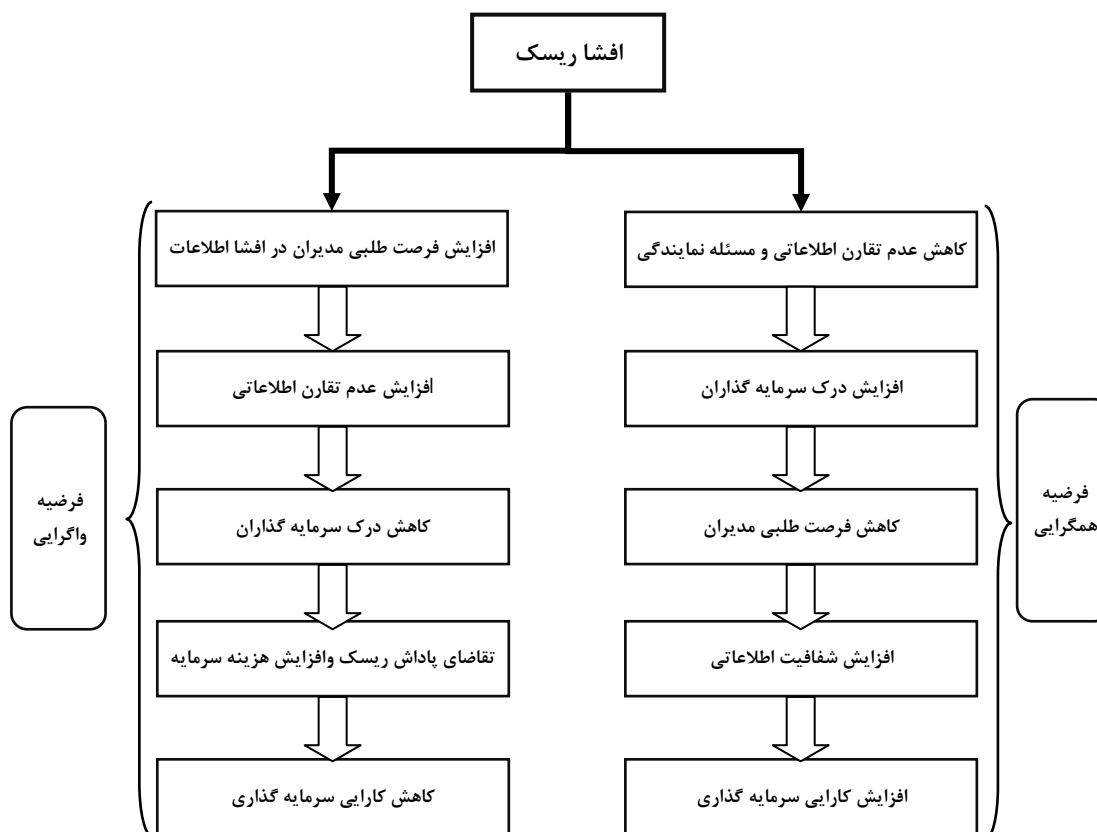 افشا ریسک
کاهش عدم تقارن اطلاعاتی و مسئله نمایندگی
افزایش درک سرمایه گذاران
کاهش فرصت طلبی مدیران
افزایش شفافیت اطلاعاتی
افزایش کارایی سرمایه گذاری
فرضیه
همگرایی
افزایش فرصت طلبی مدیران در افشا اطلاعات
افزایش عدم تقارن اطلاعاتی
کاهش درک سرمایه گذاران
تقاضای پاداش ریسک وافزایش هزینه سرمایه
کاهش کارایی سرمایه گذاری
فرضیه
واگرایی